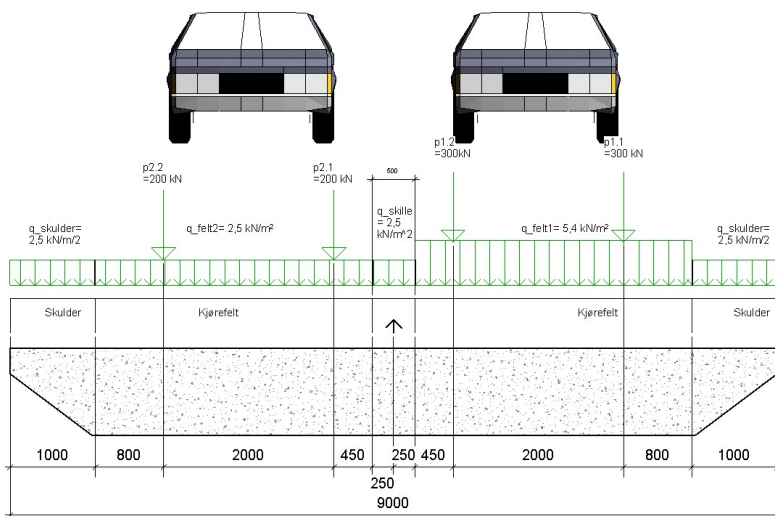 p2.2
=200 kN
p2.1
=200 kN
p1.2
=300kN
p1.1
=300 kN
500
q_skulder=
2,5 kN/m/2
q_felt2= 2,5 kN/m²
q_skille
= 2,5
kN/m^2
q_felt1= 5,4 kN/m²
q_skulder=
2,5 kN/m/2
Skulder
Kjørefelt
Kjørefelt
Skulder
1000
800
2000
450
250
450
2000
800
1000
250
9000